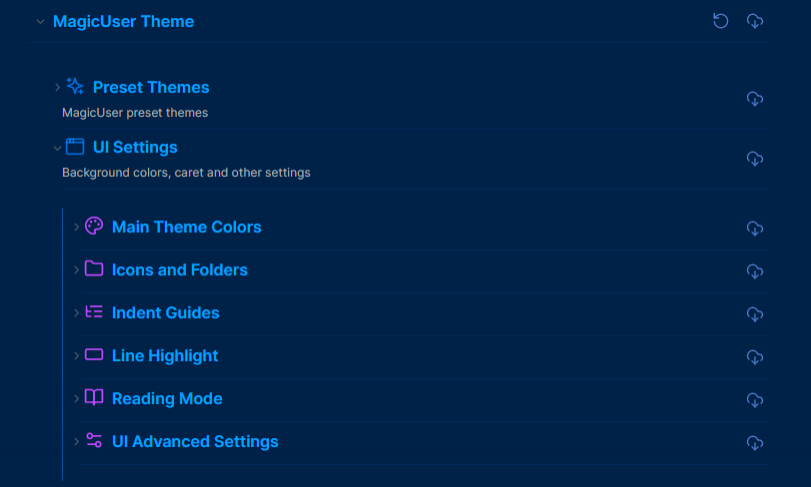 MagicUser Theme
Preset Themes
MagicUser preset themes
UI Settings
Background colors, caret and other settings
Main Theme Colors
Icons and Folders
Indent Guides
Line Highlight
Reading Mode
UI Advanced Settings